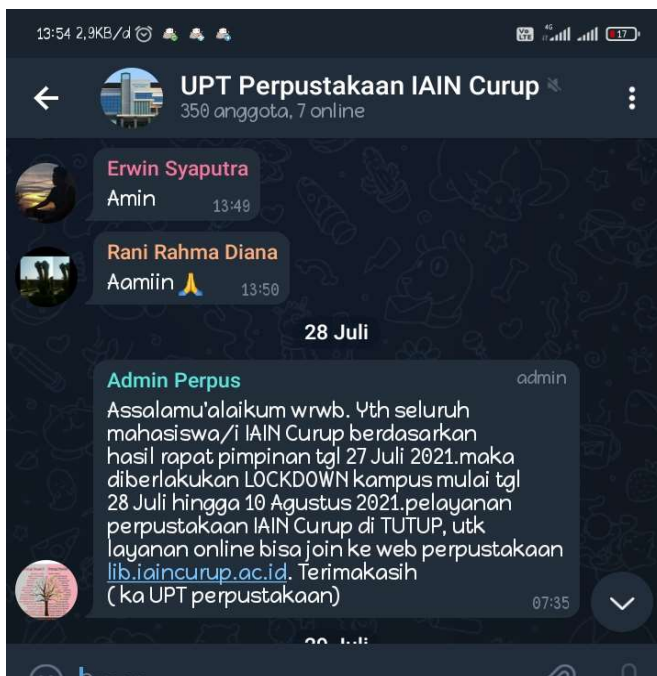 13:54 2,9KB/d
Vo LTE 4G 17
UPT Perpustakaan IAIN Curup
350 anggota, 7 online
Erwin Syaputra
Amin 13:49
Rani Rahma Diana
Aamiin 🙏 13:50
28 Juli
Admin Perpus admin
Assalamu'alaikum wrwb. Yth seluruh
mahasiswa/i IAIN Curup berdasarkan
hasil rapat pimpinan tgl 27 Juli 2021.maka
diberlakukan LOCKDOWN kampus mulai tgl
28 Juli hingga 10 Agustus 2021.pelayanan
perpustakaan IAIN Curup di TUTUP, utk
layanan online bisa join ke web perpustakaan
lib.iaincurup.ac.id. Terimakasih
( ka UPT perpustakaan) 07:35